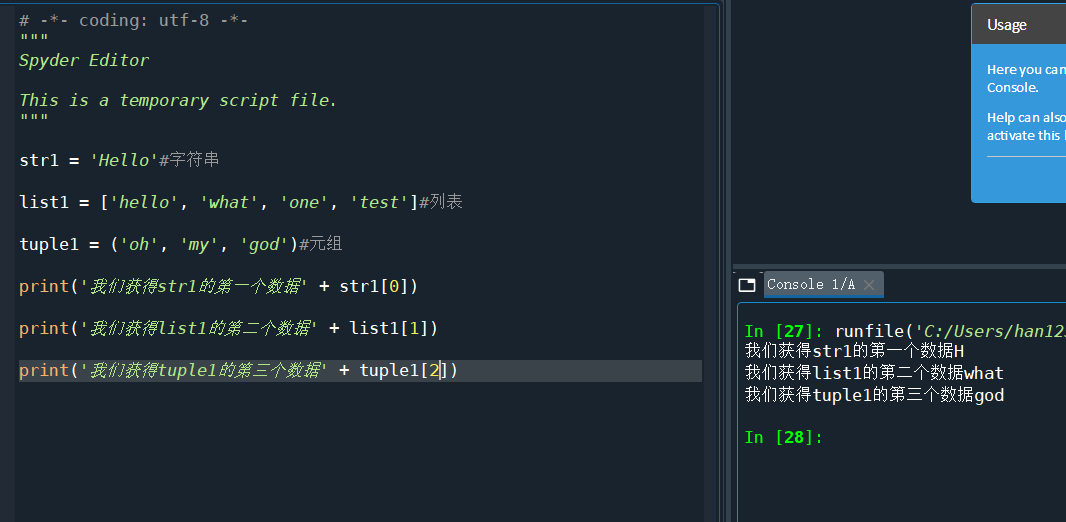 # -*- coding: utf-8 -*-
"""
Spyder Editor
This is a temporary script file.
"""
str1 = 'Hello'#字符串
list1 = ['hello', 'what', 'one', 'test']#列表
tuple1 = ('oh', 'my', 'god')#元组
print('我们获得str1的第一个数据' + str1[0])
print('我们获得list1的第二个数据' + list1[1])
print('我们获得tuple1的第三个数据' + tuple1[2])
Usage
Here you can
Console.
Help can also
activate this
Console 1/A
In [27]: runfile('C:/Users/han12
我们获得str1的第一个数据H
我们获得list1的第二个数据what
我们获得tuple1的第三个数据god
In [28]: